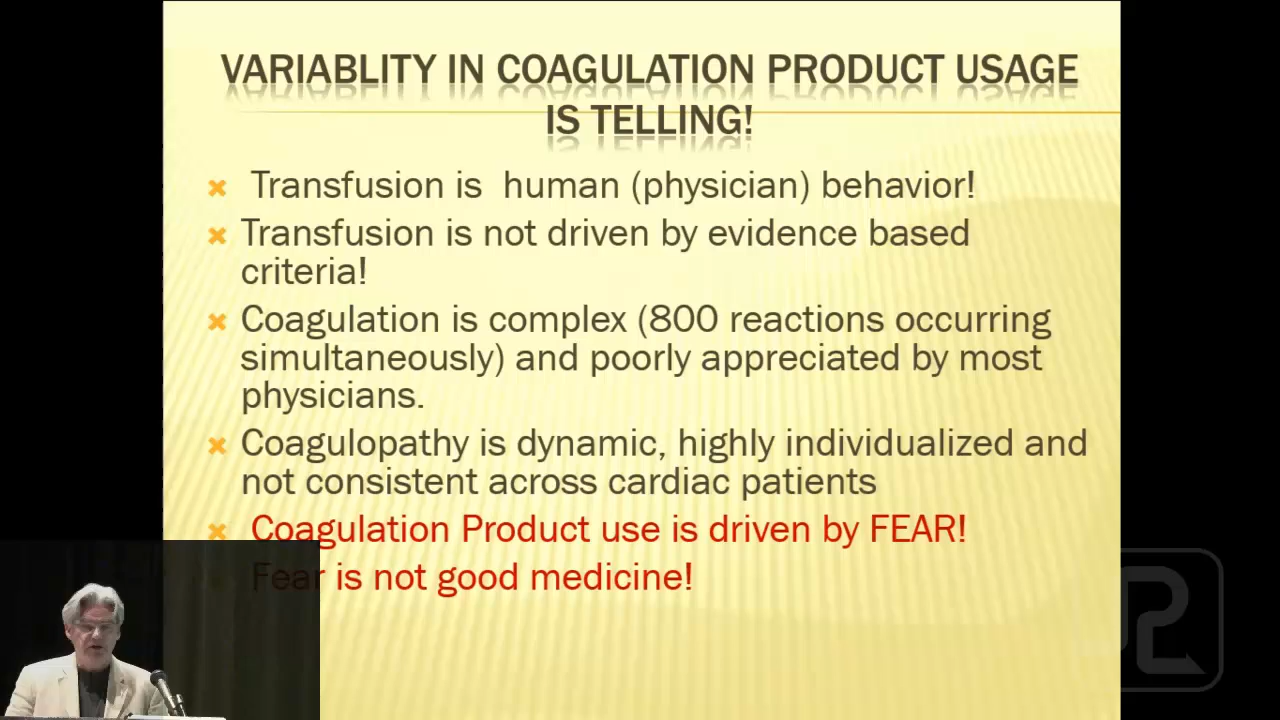 VARIABLITY IN COAGULATION PRODUCT USAGE
IS TELLING!
Transfusion is human (physician) behavior!
Transfusion is not driven by evidence based
criteria!
Coagulation is complex (800 reactions occurring
simultaneously) and poorly appreciated by most
physicians.
Coagulopathy is dynamic, highly individualized and
not consistent across cardiac patients
Coagulation Product use is driven by FEAR!
Fear is not good medicine!